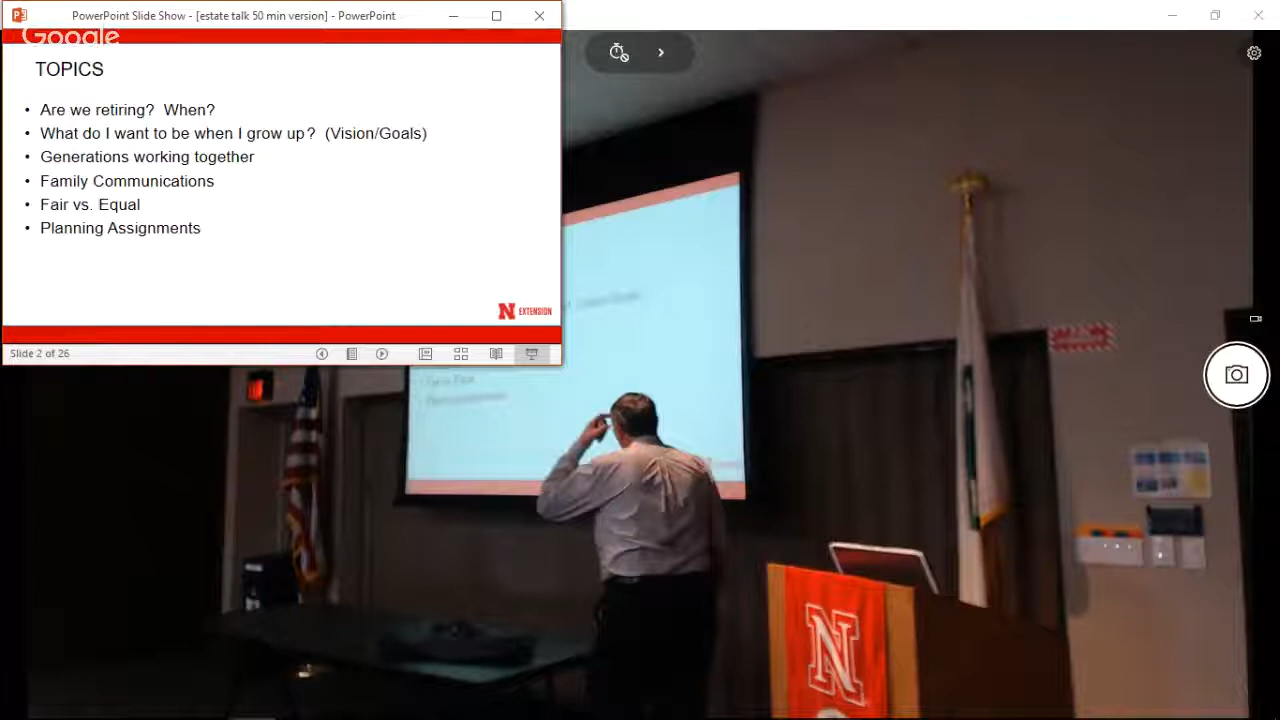 PowerPoint Slide Show - [estate talk 50 min version] - PowerPoint
Google
TOPICS
• Are we retiring?  When?
• What do I want to be when I grow up?  (Vision/Goals)
• Generations working together
• Family Communications
• Fair vs. Equal
• Planning Assignments
N EXTENSION
Slide 2 of 26
N